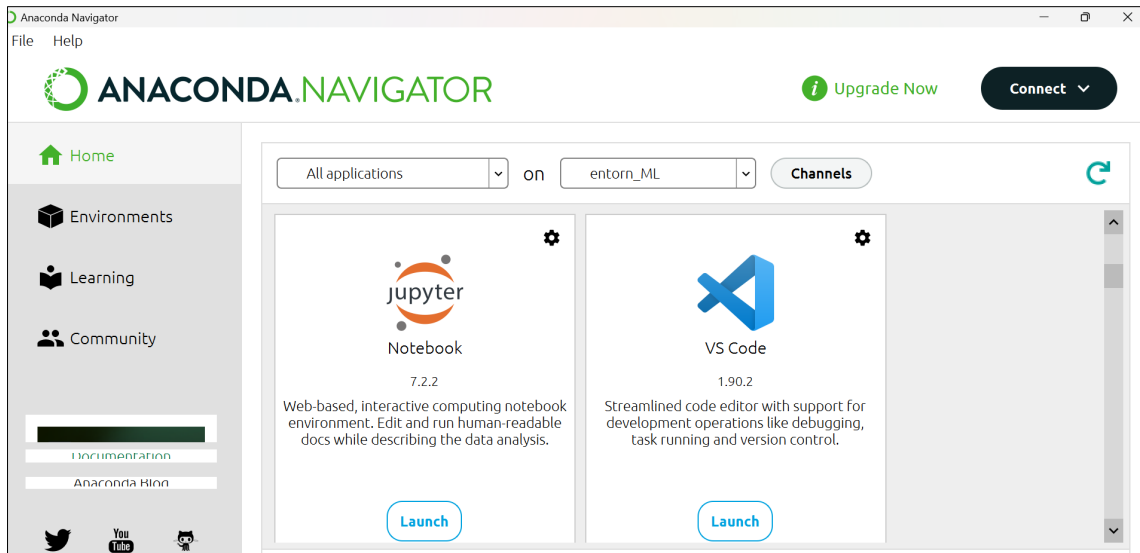 Anaconda Navigator
File Help
ANACONDA.NAVIGATOR
i Upgrade Now
Connect
Home
Environments
Learning
Community
Documentation
Anaconda Blog
You
Tube
All applications on entorn_ML Channels
jupyter
Notebook
7.2.2
Web-based, interactive computing notebook
environment. Edit and run human-readable
docs while describing the data analysis.
Launch
VS Code
1.90.2
Streamlined code editor with support for
development operations like debugging,
task running and version control.
Launch